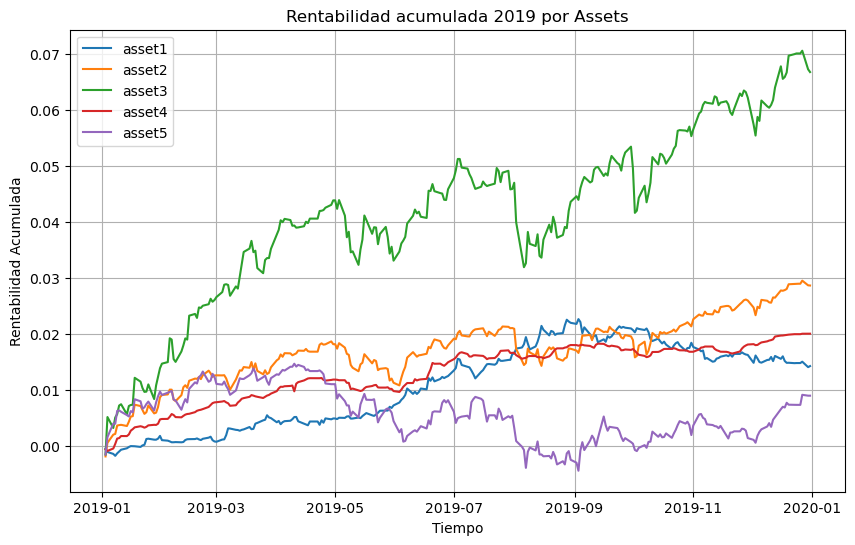 Rentabilidad acumulada 2019 por Assets
asset1
asset2
asset3
asset4
asset5
Rentabilidad Acumulada
0.07
0.06
0.05
0.04
0.03
0.02
0.01
0.00
2019-01
2019-03
2019-05
2019-07
2019-09
2019-11
2020-01
Tiempo